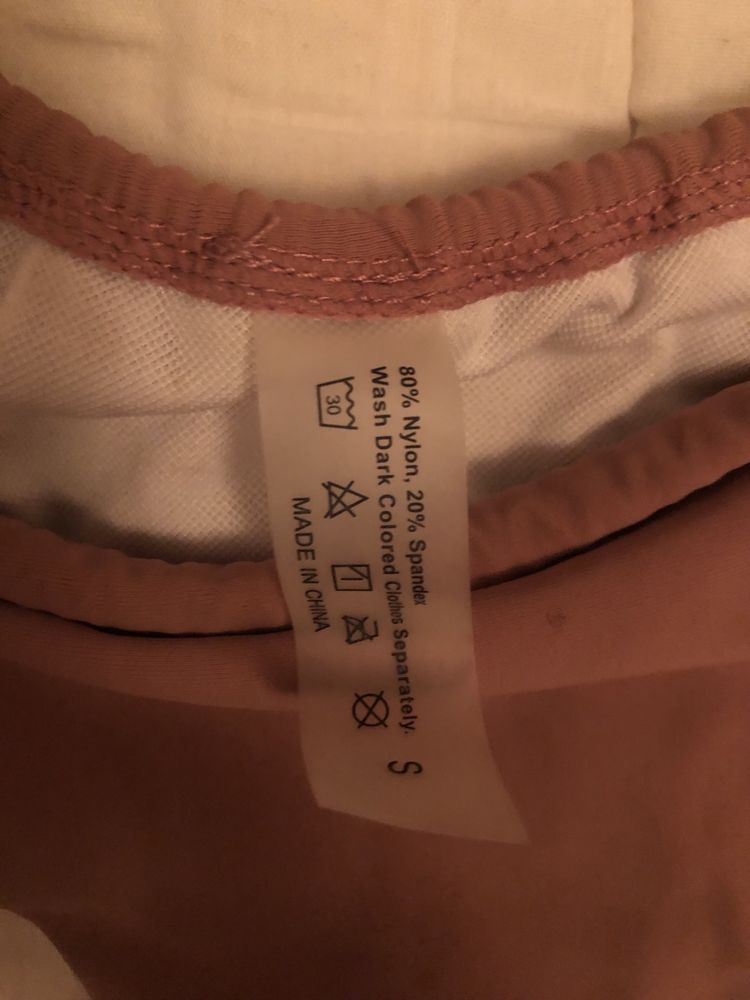 80% Nylon, 20% Spandex
Wash Dark Colored Clothes Separately.
S
30
MADE IN CHINA